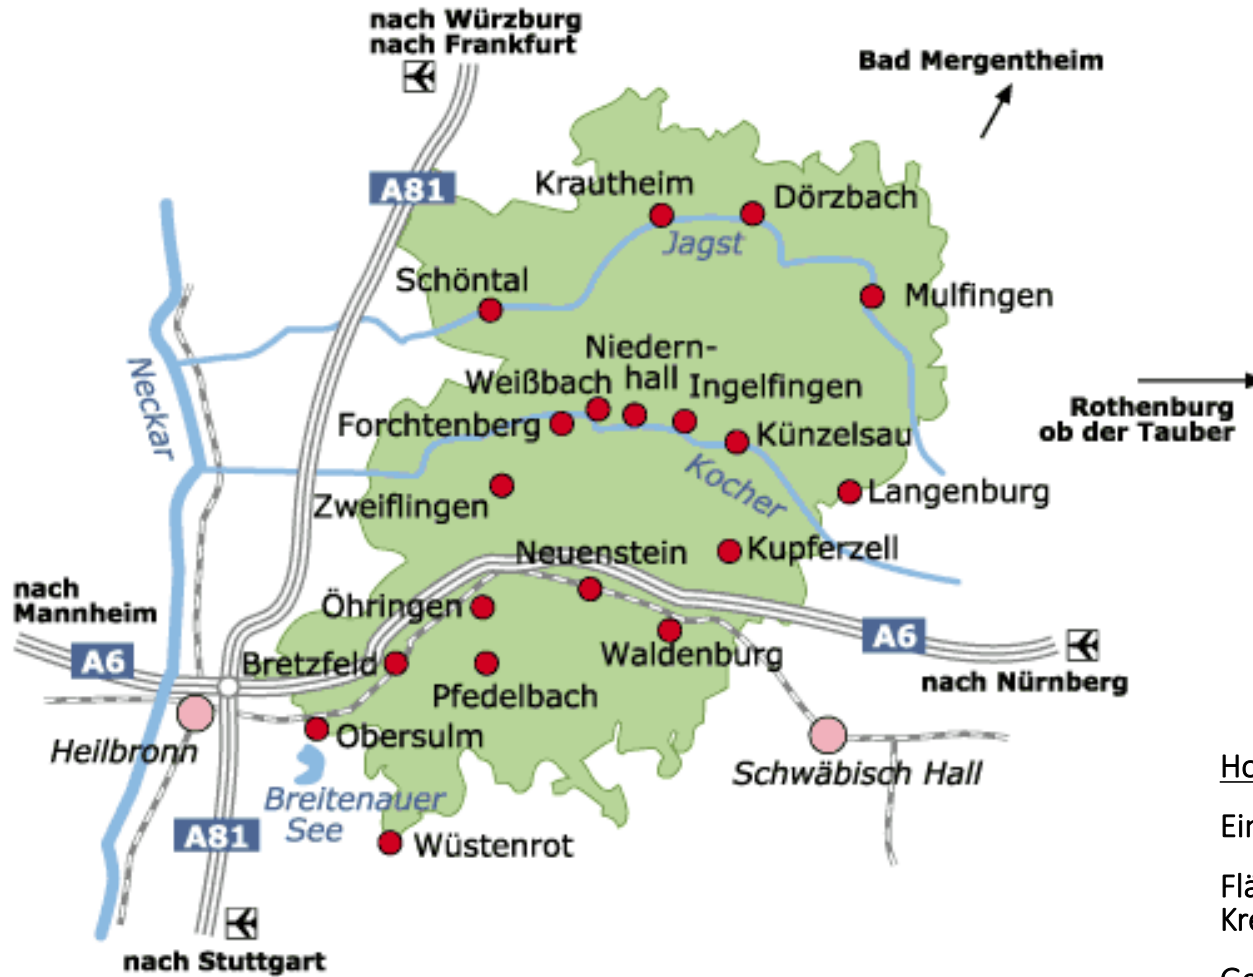 nach Würzburg
nach Frankfurt
Bad Mergentheim
A81
Krautheim
Dörzbach
Jagst
Schöntal
Mulfingen
Niedern-
hall
Weißbach
Ingelfingen
Neckar
Forchtenberg
Künzelsau
Rothenburg
ob der Tauber
Kocher
Langenburg
Zweiflingen
Neuenstein
Kupferzell
nach
Mannheim
Öhringen
A6
A6
Bretzfeld
Waldenburg
nach Nürnberg
Pfedelbach
Heilbronn
Obersulm
Schwäbisch Hall
Breitenauer
See
A81
Wüstenrot
nach Stuttgart